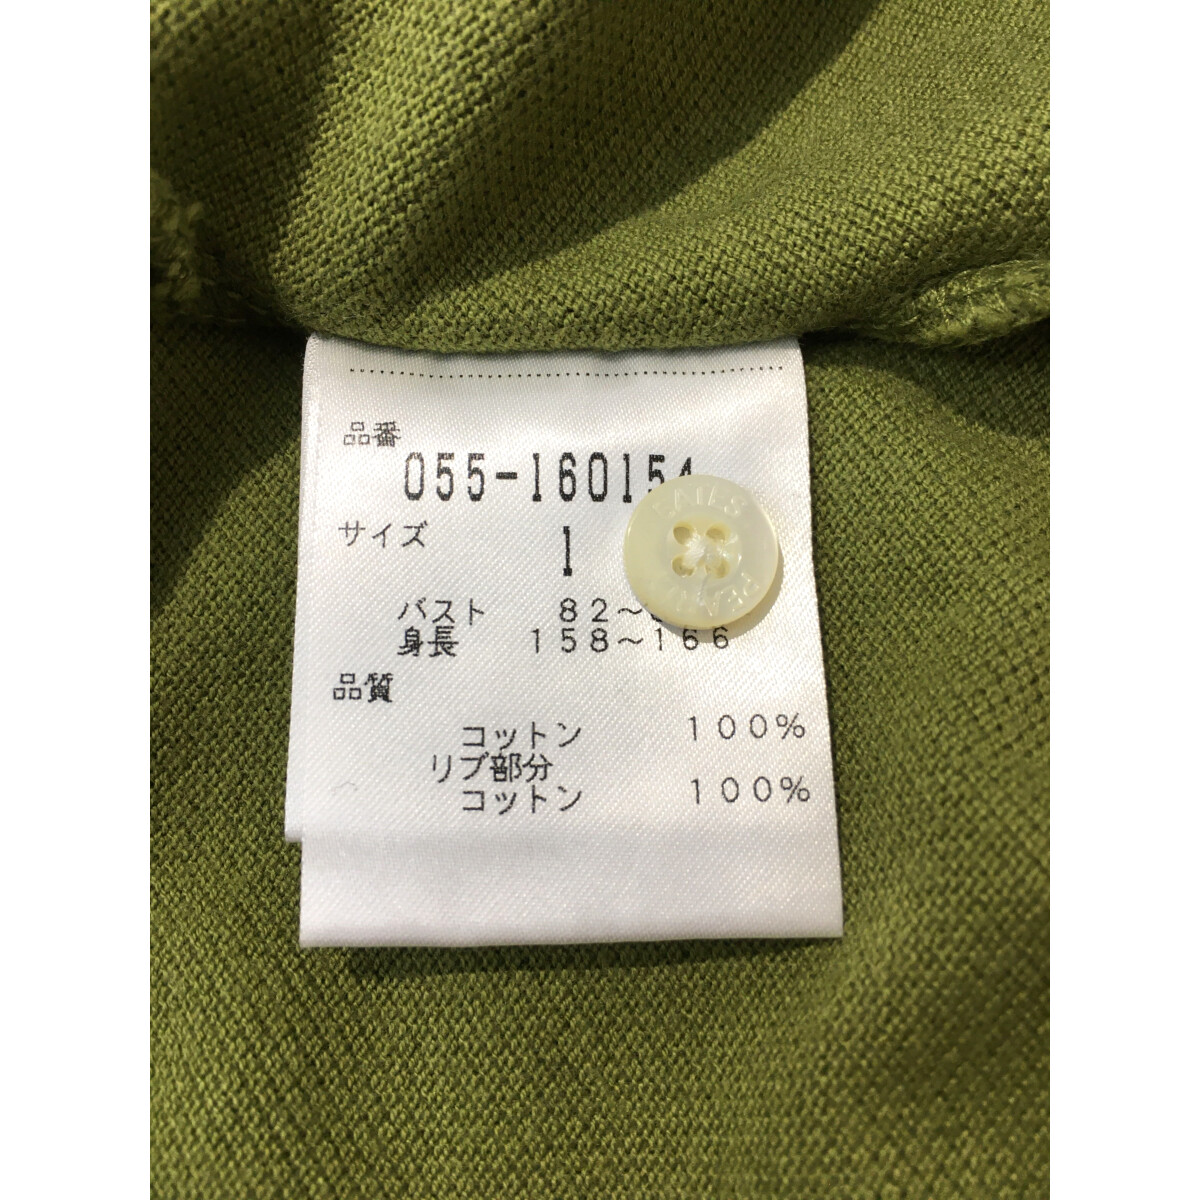 品番
055-160154
サイズ
1
バスト 82～
身長 158～166
品質
コットン 100%
リブ部分
コットン 100%